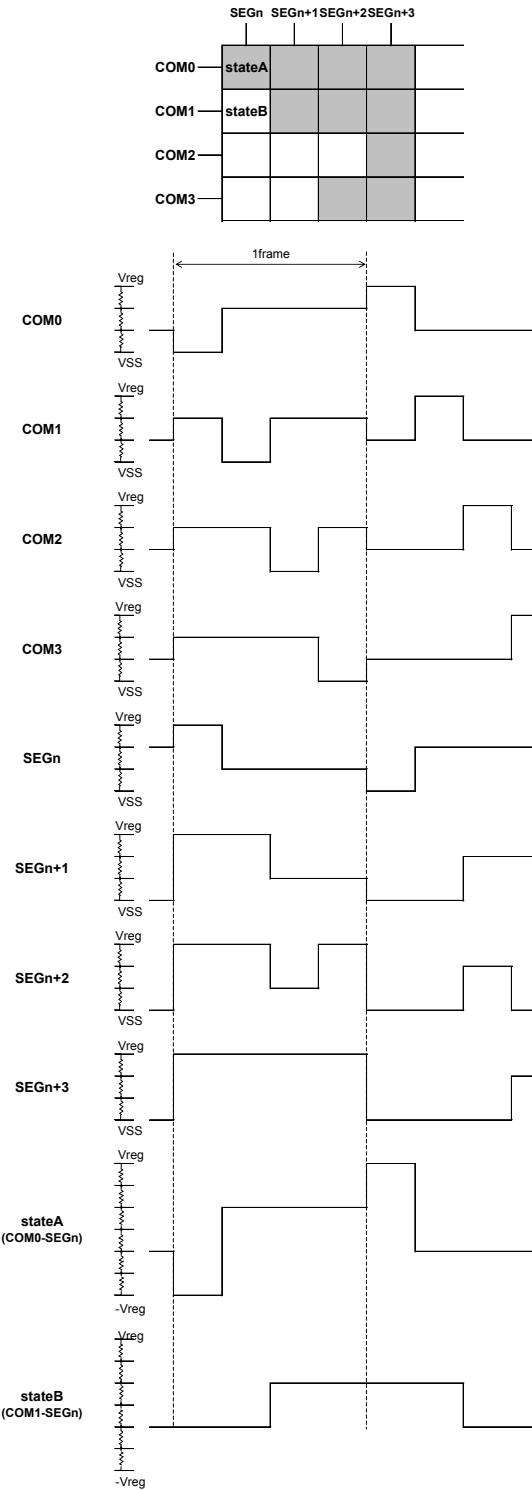 SEGn SEGn+1 SEGn+2 SEGn+3
COM0 stateA
COM1 stateB
COM2
COM3
1frame
Vreg
COM0
VSS
Vreg
COM1
VSS
Vreg
COM2
VSS
Vreg
COM3
VSS
Vreg
SEGn
VSS
Vreg
SEGn+1
VSS
Vreg
SEGn+2
VSS
Vreg
SEGn+3
VSS
Vreg
stateA
(COM0-SEGn)
-Vreg
Vreg
stateB
(COM1-SEGn)
-Vreg